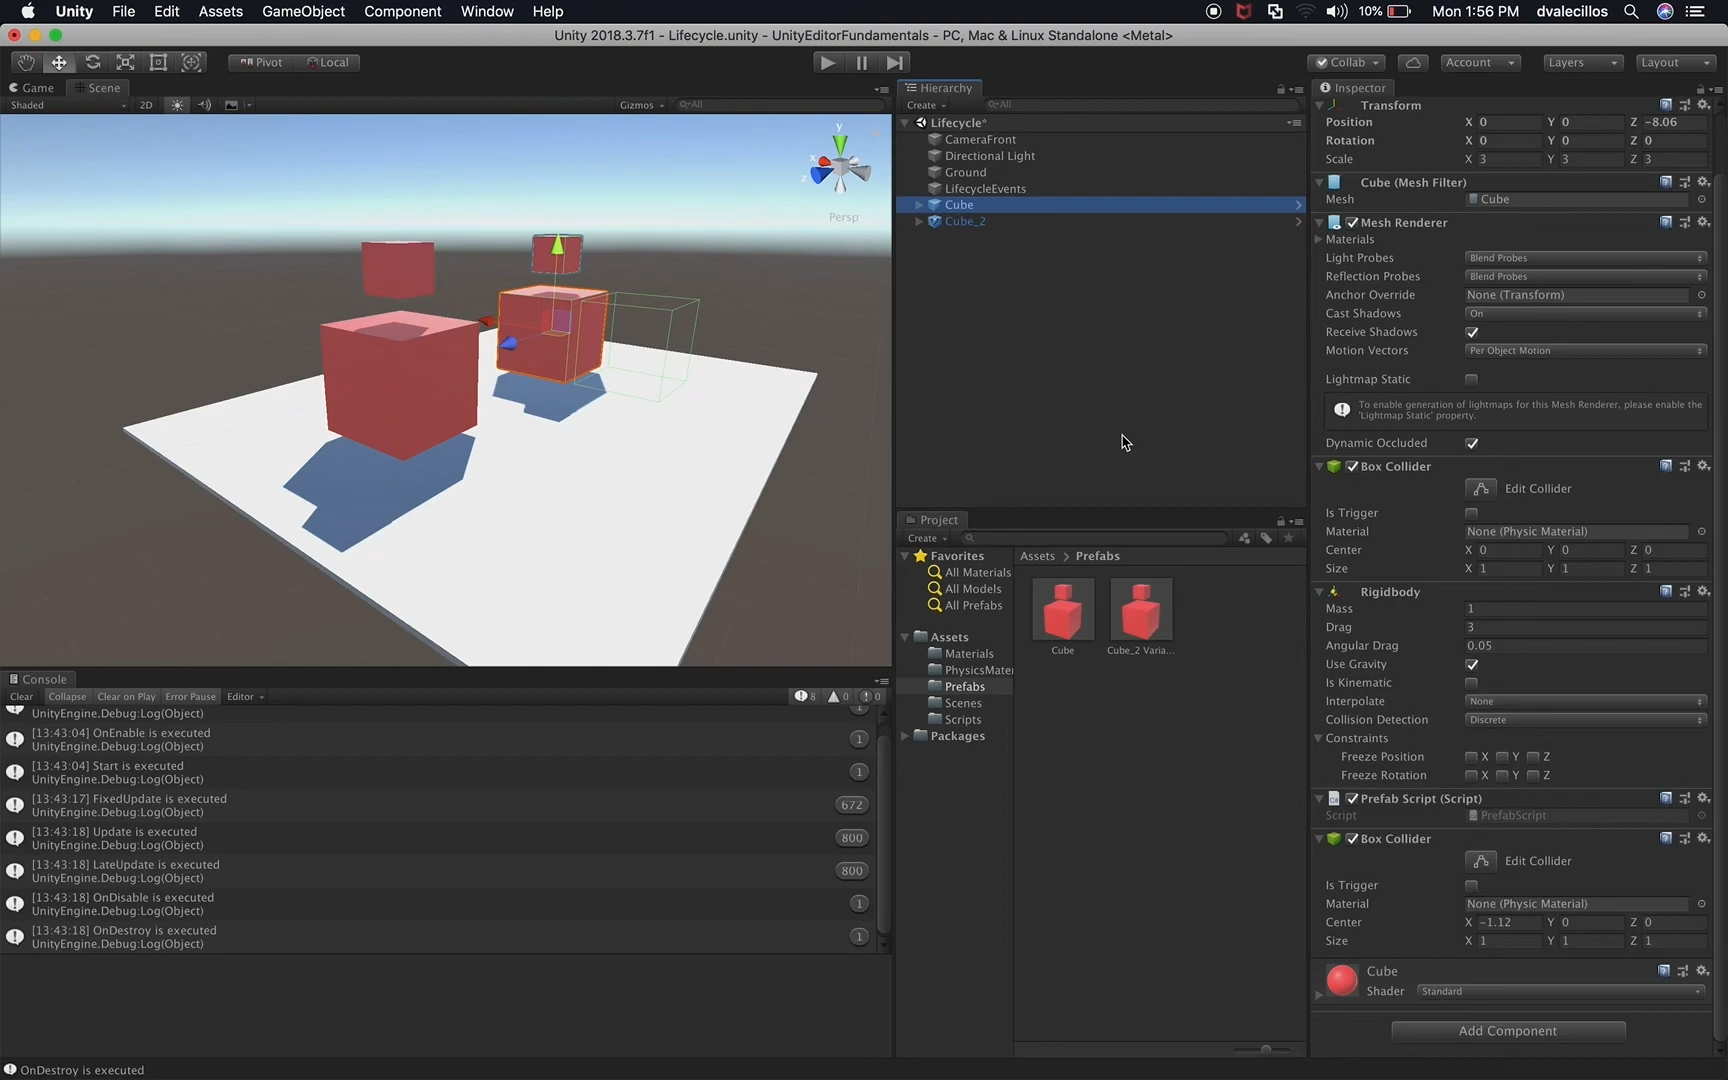 Unity File Edit Assets GameObject Component Window Help 10% Mon 1:56 PM dvalecillos
Unity 2018.3.7f1 - Lifecycle.unity - UnityEditorFundamentals - PC, Mac & Linux Standalone <Metal>
Pivot Local Collab Account Layers Layout
Game Scene
Shaded 2D Gizmos All
y
x
z
Persp
Hierarchy
Create All
Lifecycle*
CameraFront
Directional Light
Ground
LifecycleEvents
Cube
Cube_2
Project
Create
Favorites
All Materials
All Models
All Prefabs
Assets
Materials
PhysicsMater
Prefabs
Scenes
Scripts
Packages
Assets > Prefabs
Cube
Cube_2 Varia...
Console
Clear Collapse Clear on Play Error Pause Editor 8 0 0
UnityEngine.Debug:Log(Object)
[13:43:04] OnEnable is executed
UnityEngine.Debug:Log(Object)
1
[13:43:04] Start is executed
UnityEngine.Debug:Log(Object)
1
[13:43:17] FixedUpdate is executed
UnityEngine.Debug:Log(Object)
672
[13:43:18] Update is executed
UnityEngine.Debug:Log(Object)
800
[13:43:18] LateUpdate is executed
UnityEngine.Debug:Log(Object)
800
[13:43:18] OnDisable is executed
UnityEngine.Debug:Log(Object)
1
[13:43:18] OnDestroy is executed
UnityEngine.Debug:Log(Object)
1
OnDestroy is executed
Inspector
Transform
Position X 0 Y 0 Z -8.06
Rotation X 0 Y 0 Z 0
Scale X 3 Y 3 Z 3
Cube (Mesh Filter)
Mesh Cube
Mesh Renderer
Materials
Light Probes Blend Probes
Reflection Probes Blend Probes
Anchor Override None (Transform)
Cast Shadows On
Receive Shadows
Motion Vectors Per Object Motion
Lightmap Static
To enable generation of lightmaps for this Mesh Renderer, please enable the
'Lightmap Static' property.
Dynamic Occluded
Box Collider
Edit Collider
Is Trigger
Material None (Physic Material)
Center X 0 Y 0 Z 0
Size X 1 Y 1 Z 1
Rigidbody
Mass 1
Drag 3
Angular Drag 0.05
Use Gravity
Is Kinematic
Interpolate None
Collision Detection Discrete
Constraints
Freeze Position X Y Z
Freeze Rotation X Y Z
Prefab Script (Script)
Script PrefabScript
Box Collider
Edit Collider
Is Trigger
Material None (Physic Material)
Center X -1.12 Y 0 Z 0
Size X 1 Y 1 Z 1
Cube
Shader Standard
Add Component